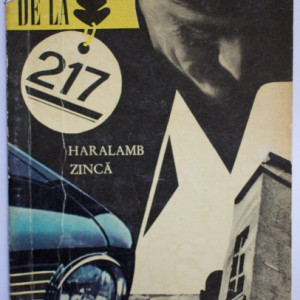 DE LA
217
HARALAMB
ZINCĂ